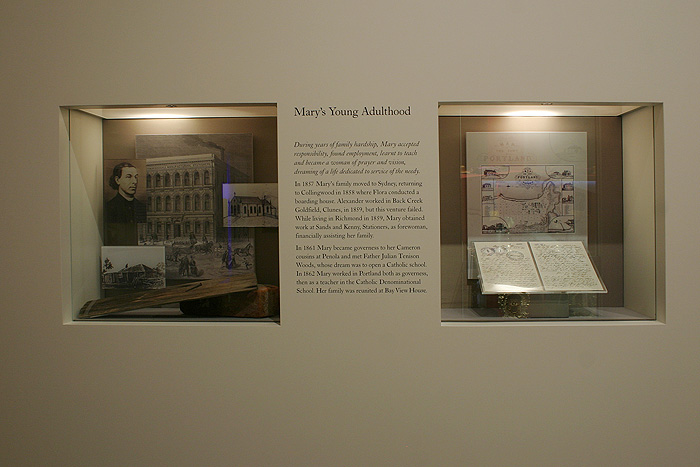 Mary's Young Adulthood
During years of family hardship, Mary accepted
responsibility, found employment, learnt to teach
and became a woman of prayer and vision,
dreaming of a life dedicated to service of the needy.
In 1857 Mary's family moved to Sydney, returning
to Collingwood in 1858 where Flora conducted a
boarding house. Alexander worked in Back Creek
Goldfield, Clunes, in 1859, but this venture failed.
While living in Richmond in 1859, Mary obtained
work at Sands and Kenny, Stationers, as forewoman,
financially assisting her family.
In 1861 Mary became governess to her Cameron
cousins at Penola and met Father Julian Tenison
Woods, whose dream was to open a Catholic school.
In 1862 Mary worked in Portland both as governess,
then as a teacher in the Catholic Denominational
School. Her family was reunited at Bay View House.
PORTLAND